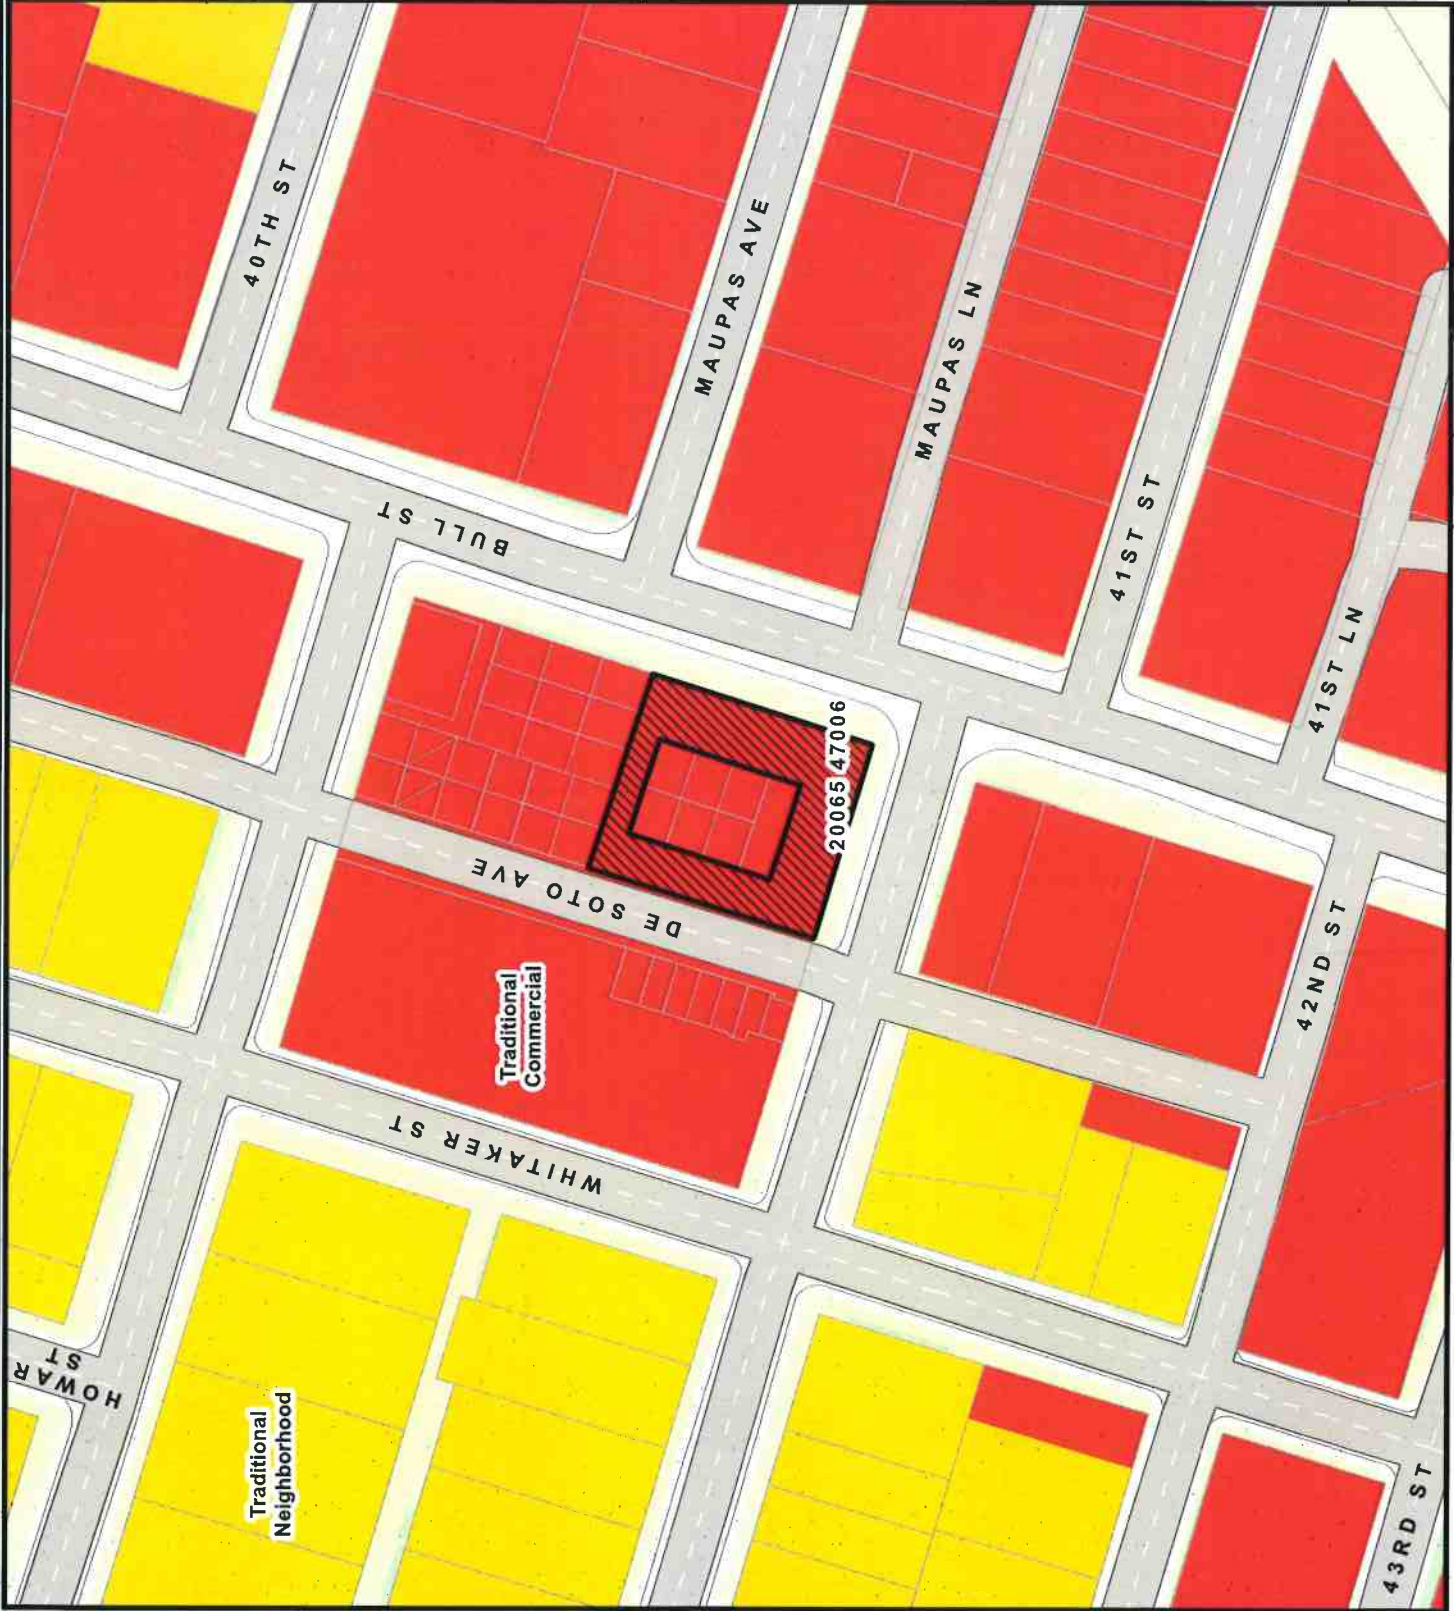 40TH ST
MAUPAS AVE
MAUPAS LN
41ST ST
41ST LN
BULL ST
20065 47006
DE SOTO AVE
42ND ST
Traditional
Commercial
WHITAKER ST
HOWAR
ST
Traditional
Neighborhood
43RD ST